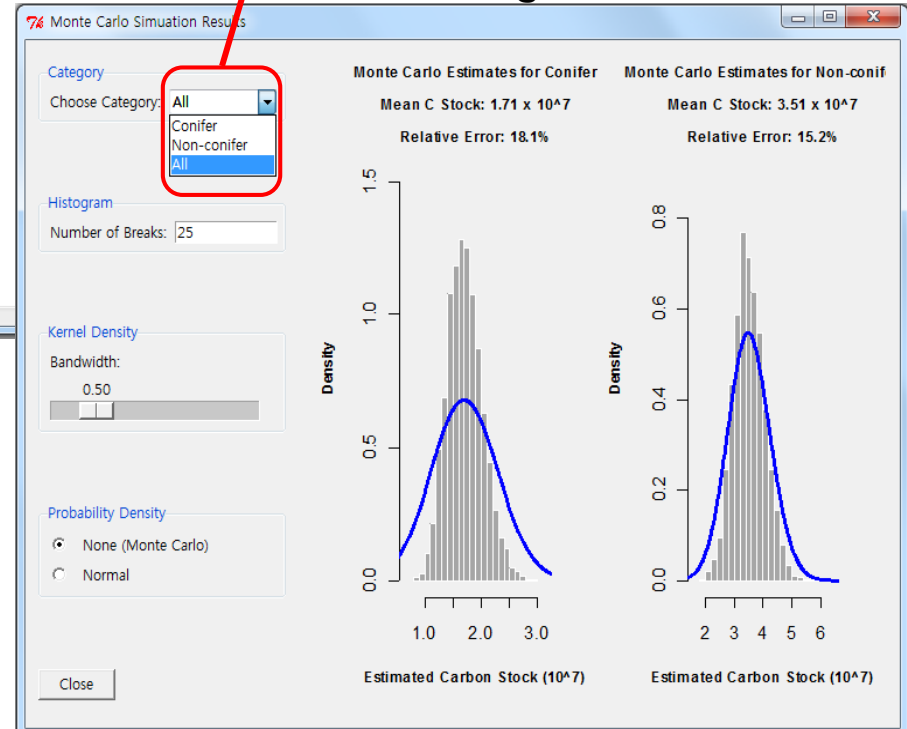 Monte Carlo Simuation Results
Category
Choose Category: All
Conifer
Non-conifer
All
Histogram
Number of Breaks: 25
Kernel Density
Bandwidth:
0.50
Probability Density
None (Monte Carlo)
Normal
Close
Monte Carlo Estimates for Conifer
Mean C Stock: 1.71 x 10^7
Relative Error: 18.1%
Density
0.0 0.5 1.0 1.5
1.0 2.0 3.0
Estimated Carbon Stock (10^7)
Monte Carlo Estimates for Non-conif
Mean C Stock: 3.51 x 10^7
Relative Error: 15.2%
Density
0.0 0.2 0.4 0.6 0.8
2 3 4 5 6
Estimated Carbon Stock (10^7)